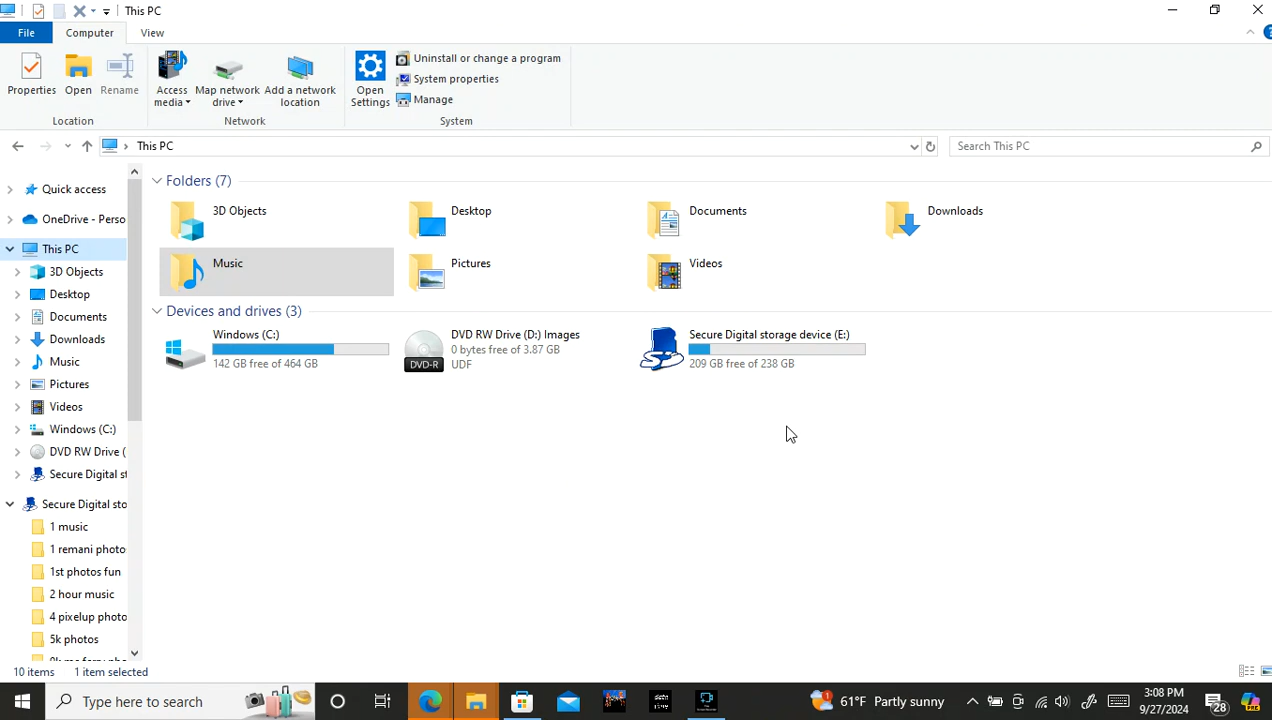 This PC
File
Computer
View
Properties
Open
Rename
Access media
Map network drive
Add a network location
Open Settings
Uninstall or change a program
System properties
Manage
Location
Network
System
This PC
Search This PC
Quick access
OneDrive - Perso
This PC
3D Objects
Desktop
Documents
Downloads
Music
Pictures
Videos
Windows (C:)
DVD RW Drive (
Secure Digital st
Secure Digital sto
1 music
1 remani photo
1st photos fun
2 hour music
4 pixelup photo
5k photos
Folders (7)
3D Objects
Desktop
Documents
Downloads
Music
Pictures
Videos
Devices and drives (3)
Windows (C:)
142 GB free of 464 GB
DVD RW Drive (D:) Images
0 bytes free of 3.87 GB
UDF
DVD-R
Secure Digital storage device (E:)
209 GB free of 238 GB
10 items
1 item selected
Type here to search
61°F Partly sunny
3:08 PM
9/27/2024
28